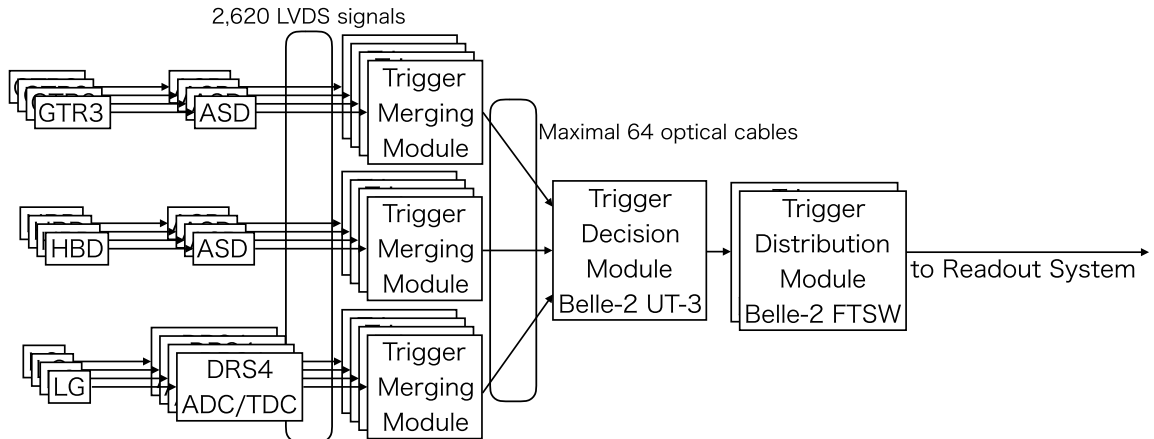 2,620 LVDS signals
GTR3
ASD
Trigger
Merging
Module
Maximal 64 optical cables
HBD
ASD
Trigger
Merging
Module
Trigger
Decision
Module
Belle-2 UT-3
Trigger
Distribution
Module
Belle-2 FTSW
to Readout System
LG
DRS4
ADC/TDC
Trigger
Merging
Module